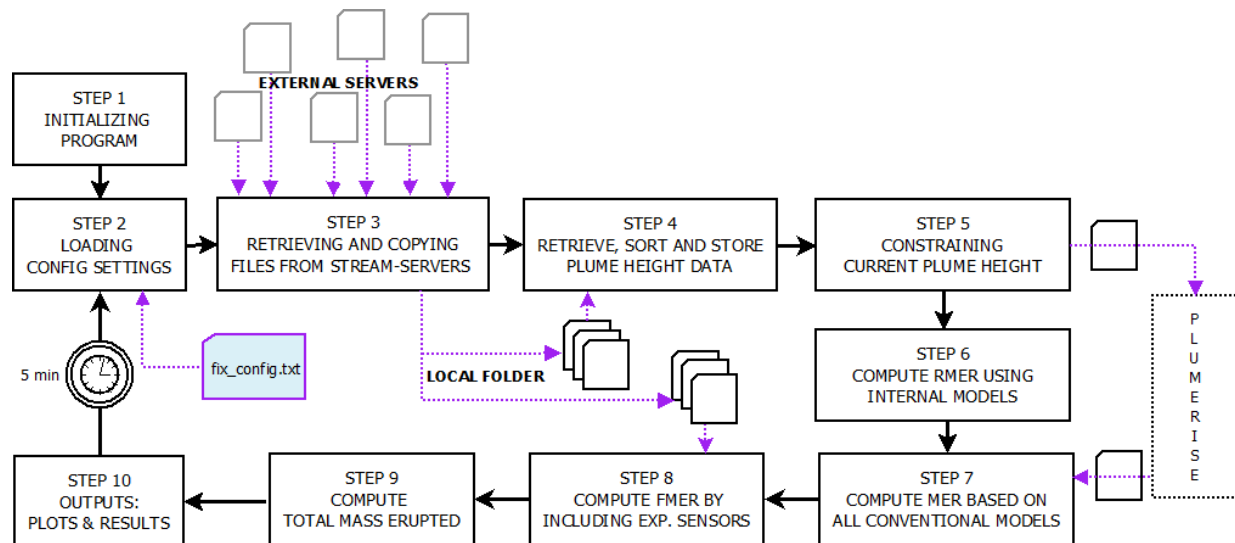 EXTERNAL SERVERS
STEP 1
INITIALIZING
PROGRAM
STEP 2
LOADING
CONFIG SETTINGS
STEP 3
RETRIEVING AND COPYING
FILES FROM STREAM-SERVERS
STEP 4
RETRIEVE, SORT AND STORE
PLUME HEIGHT DATA
STEP 5
CONSTRAINING
CURRENT PLUME HEIGHT
5 min
fix_config.txt
LOCAL FOLDER
STEP 6
COMPUTE RMER USING
INTERNAL MODELS
P
L
U
M
E
R
I
S
E
STEP 7
COMPUTE MER BASED ON
ALL CONVENTIONAL MODELS
STEP 8
COMPUTE FMER BY
INCLUDING EXP. SENSORS
STEP 9
COMPUTE
TOTAL MASS ERUPTED
STEP 10
OUTPUTS:
PLOTS & RESULTS